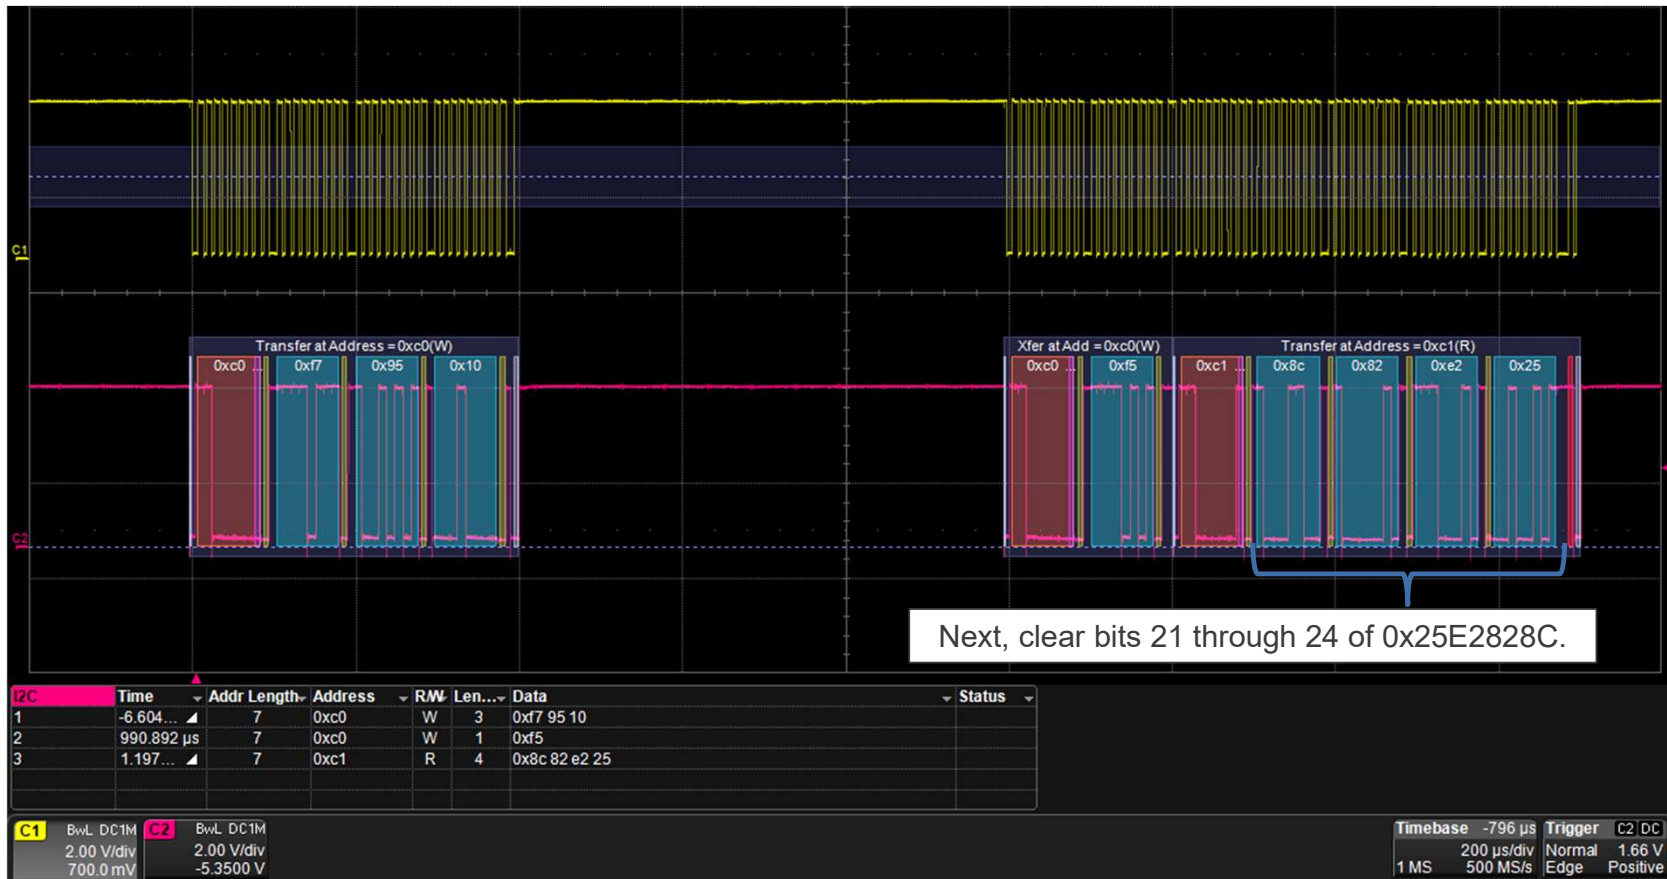 C1
Transfer at Address = 0xc0(W)
0xc0 ...
0xf7
0x95
0x10
Xfer at Add = 0xc0(W)
Transfer at Address = 0xc1(R)
0xc0 ...
0xf5
0xc1 ...
0x8c
0x82
0xe2
0x25
C2
Next, clear bits 21 through 24 of 0x25E2828C.
I2C Time Addr Length Address R/W Len... Data Status
1 -6.604... 7 0xc0 W 3 0xf7 95 10
2 990.892 µs 7 0xc0 W 1 0xf5
3 1.197... 7 0xc1 R 4 0x8c 82 e2 25
C1 BwL DC1M
2.00 V/div
700.0 mV
C2 BwL DC1M
2.00 V/div
-5.3500 V
Timebase -796 µs
200 µs/div
1 MS 500 MS/s
Trigger C2 DC
Normal 1.66 V
Edge Positive